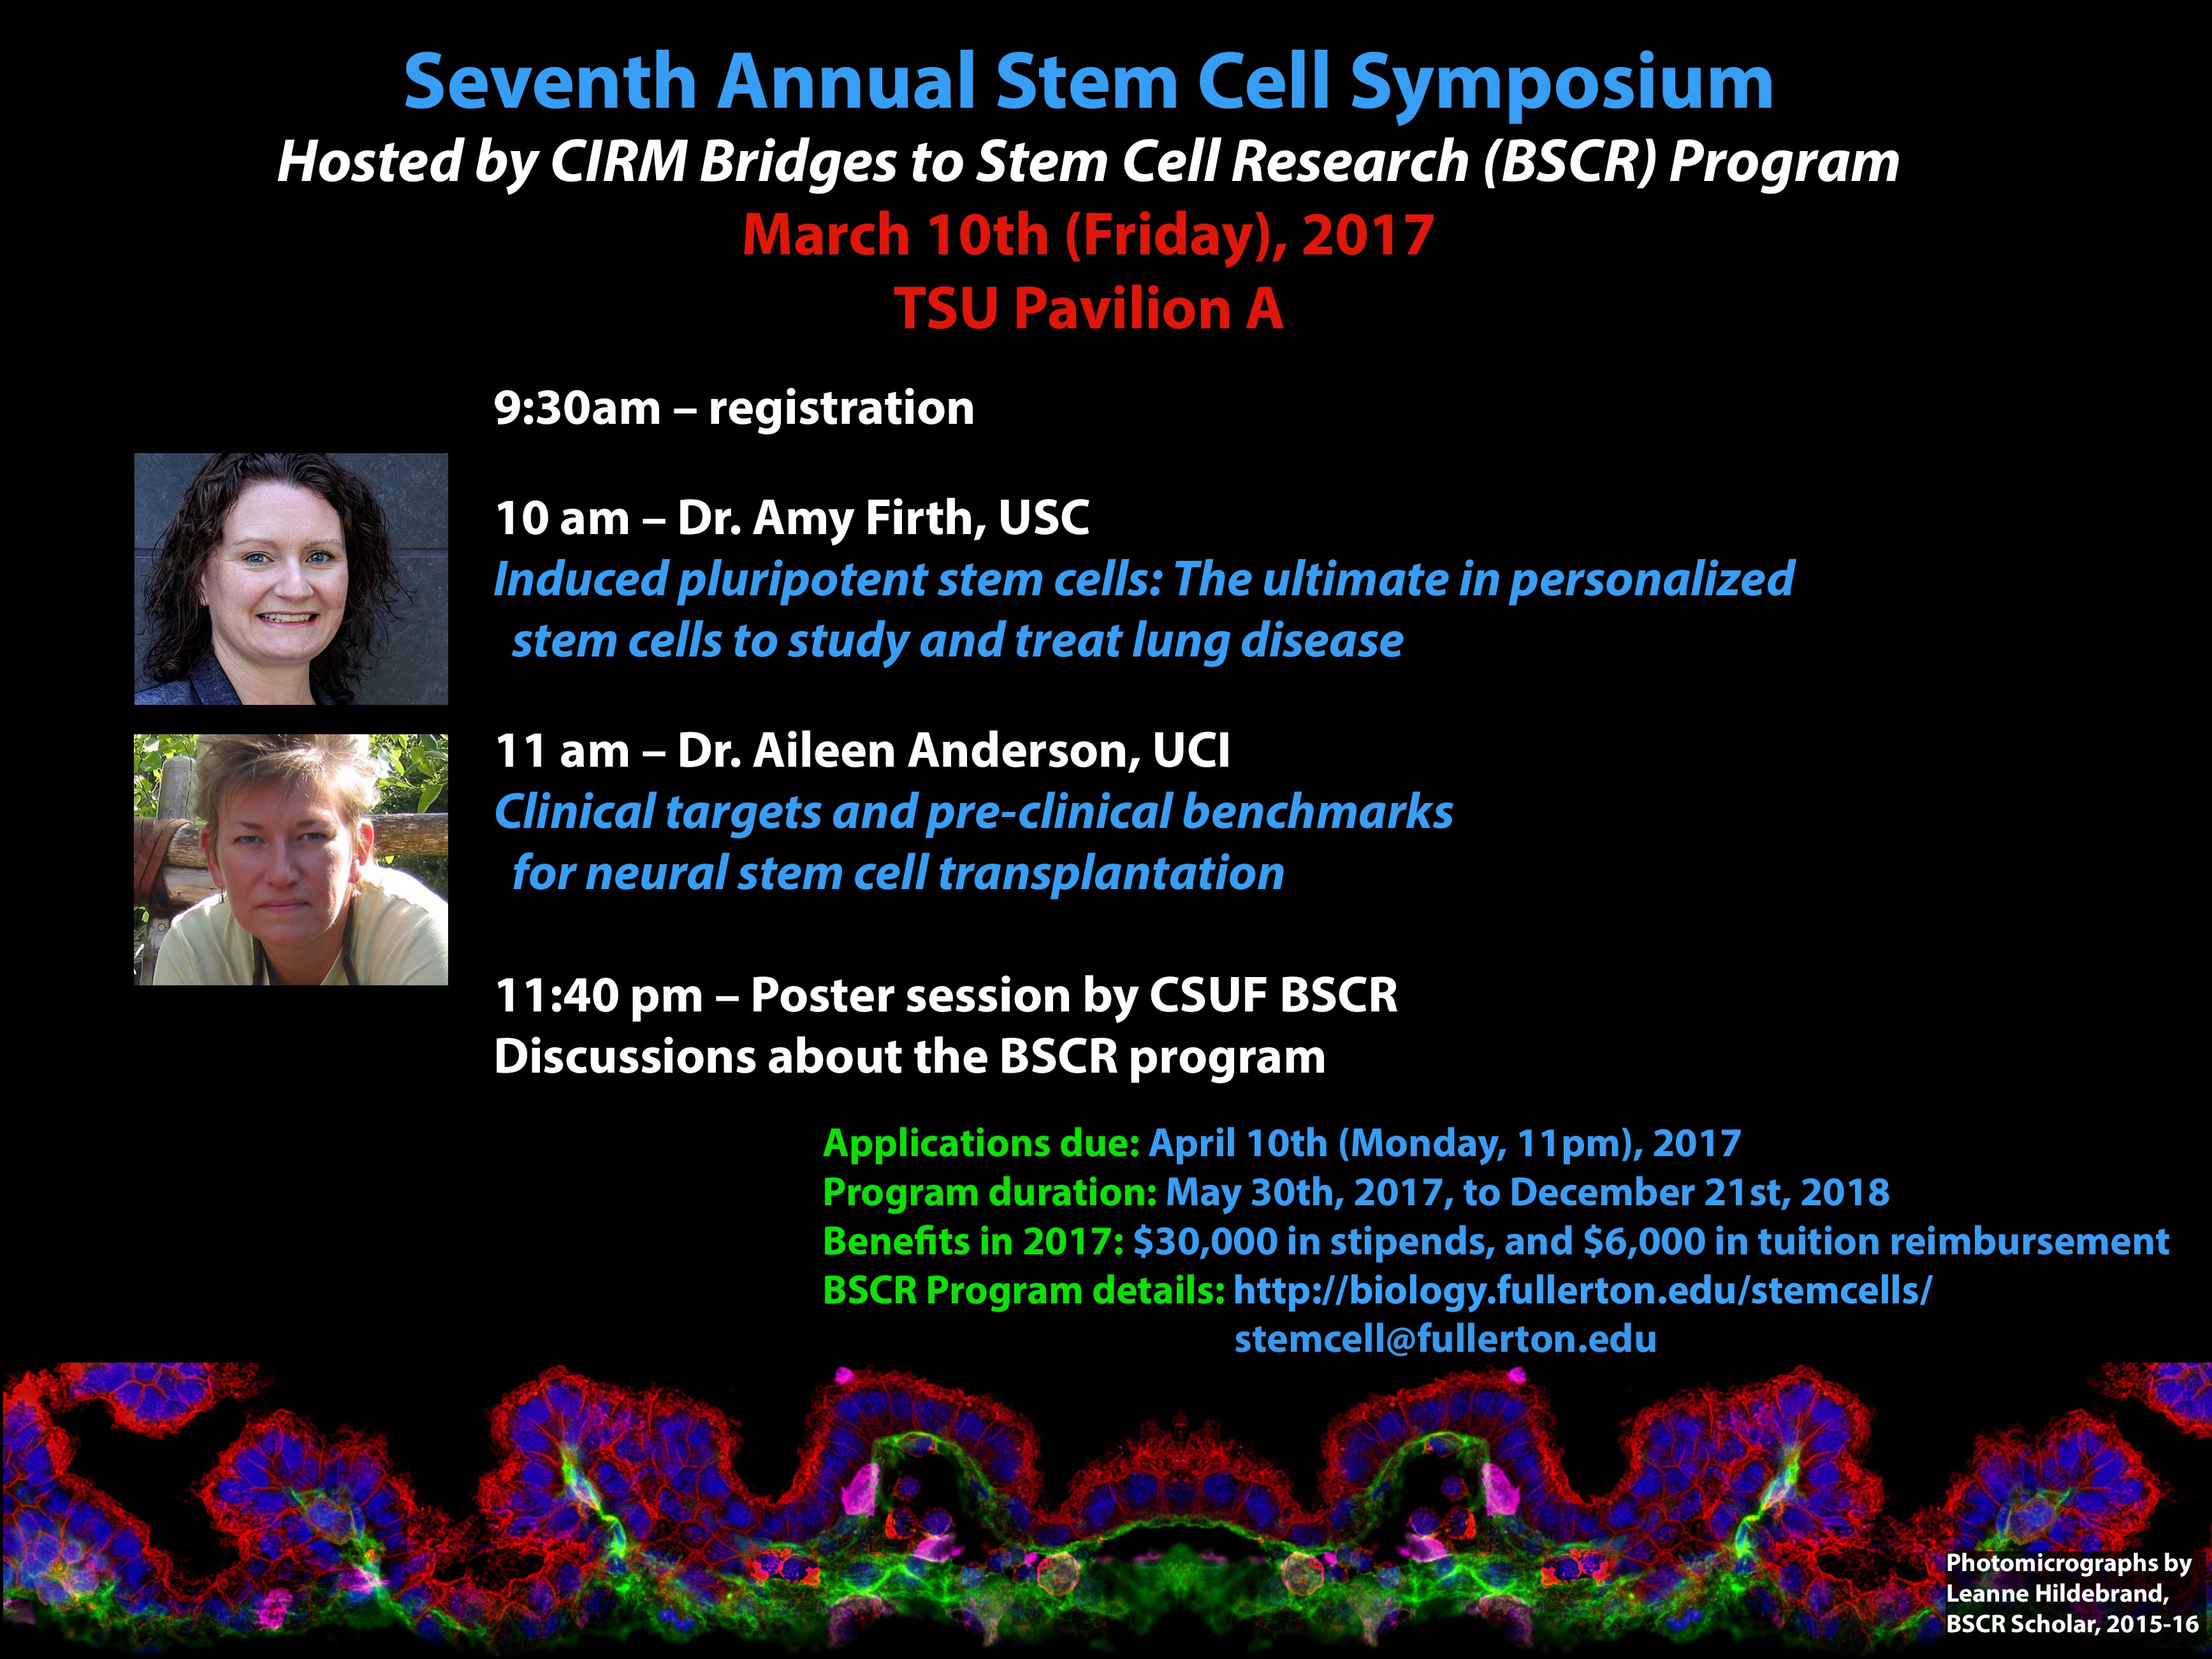 Seventh Annual Stem Cell Symposium
Hosted by CIRM Bridges to Stem Cell Research (BSCR) Program
March 10th (Friday), 2017
TSU Pavilion A
9:30am – registration
10 am – Dr. Amy Firth, USC
Induced pluripotent stem cells: The ultimate in personalized
stem cells to study and treat lung disease
11 am – Dr. Aileen Anderson, UCI
Clinical targets and pre-clinical benchmarks
for neural stem cell transplantation
11:40 pm – Poster session by CSUF BSCR
Discussions about the BSCR program
Applications due: April 10th (Monday, 11pm), 2017
Program duration: May 30th, 2017, to December 21st, 2018
Benefits in 2017: $30,000 in stipends, and $6,000 in tuition reimbursement
BSCR Program details: http://biology.fullerton.edu/stemcells/
stemcell@fullerton.edu
Photomicrographs by
Leanne Hildebrand,
BSCR Scholar, 2015-16